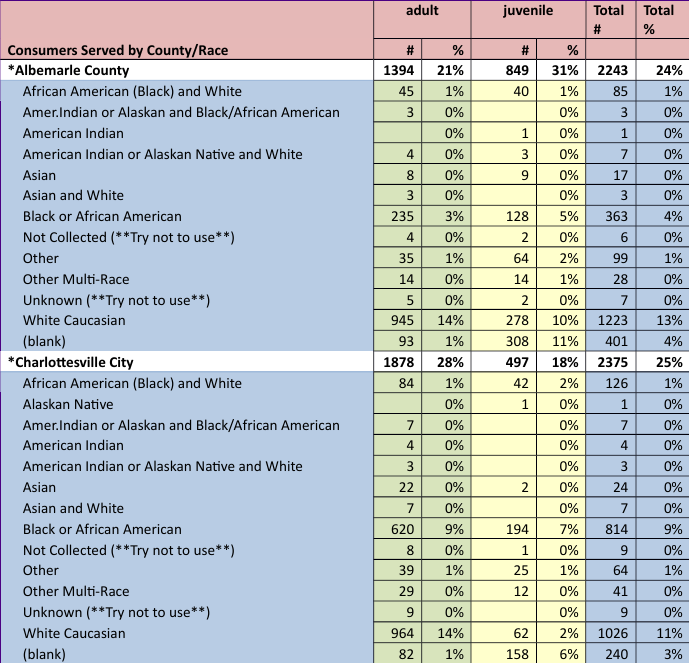 adult juvenile Total Total
# %
Consumers Served by County/Race # % # %
*Albemarle County 1394 21% 849 31% 2243 24%
African American (Black) and White 45 1% 40 1% 85 1%
Amer.Indian or Alaskan and Black/African American 3 0% 0% 3 0%
American Indian 0% 1 0% 1 0%
American Indian or Alaskan Native and White 4 0% 3 0% 7 0%
Asian 8 0% 9 0% 17 0%
Asian and White 3 0% 0% 3 0%
Black or African American 235 3% 128 5% 363 4%
Not Collected (**Try not to use**) 4 0% 2 0% 6 0%
Other 35 1% 64 2% 99 1%
Other Multi-Race 14 0% 14 1% 28 0%
Unknown (**Try not to use**) 5 0% 2 0% 7 0%
White Caucasian 945 14% 278 10% 1223 13%
(blank) 93 1% 308 11% 401 4%
*Charlottesville City 1878 28% 497 18% 2375 25%
African American (Black) and White 84 1% 42 2% 126 1%
Alaskan Native 0% 1 0% 1 0%
Amer.Indian or Alaskan and Black/African American 7 0% 0% 7 0%
American Indian 4 0% 0% 4 0%
American Indian or Alaskan Native and White 3 0% 0% 3 0%
Asian 22 0% 2 0% 24 0%
Asian and White 7 0% 0% 7 0%
Black or African American 620 9% 194 7% 814 9%
Not Collected (**Try not to use**) 8 0% 1 0% 9 0%
Other 39 1% 25 1% 64 1%
Other Multi-Race 29 0% 12 0% 41 0%
Unknown (**Try not to use**) 9 0% 0% 9 0%
White Caucasian 964 14% 62 2% 1026 11%
(blank) 82 1% 158 6% 240 3%